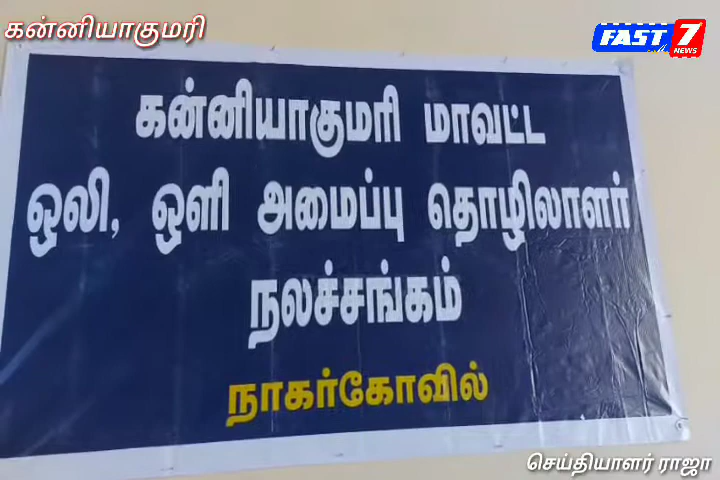 கன்னியாகுமரி
FAST 7
NEWS
கன்னியாகுமரி மாவட்ட
ஒலி, ஒளி அமைப்பு தொழிலாளர்
நலச்சங்கம்
நாகர்கோவில்
செய்தியாளர் ராஜா